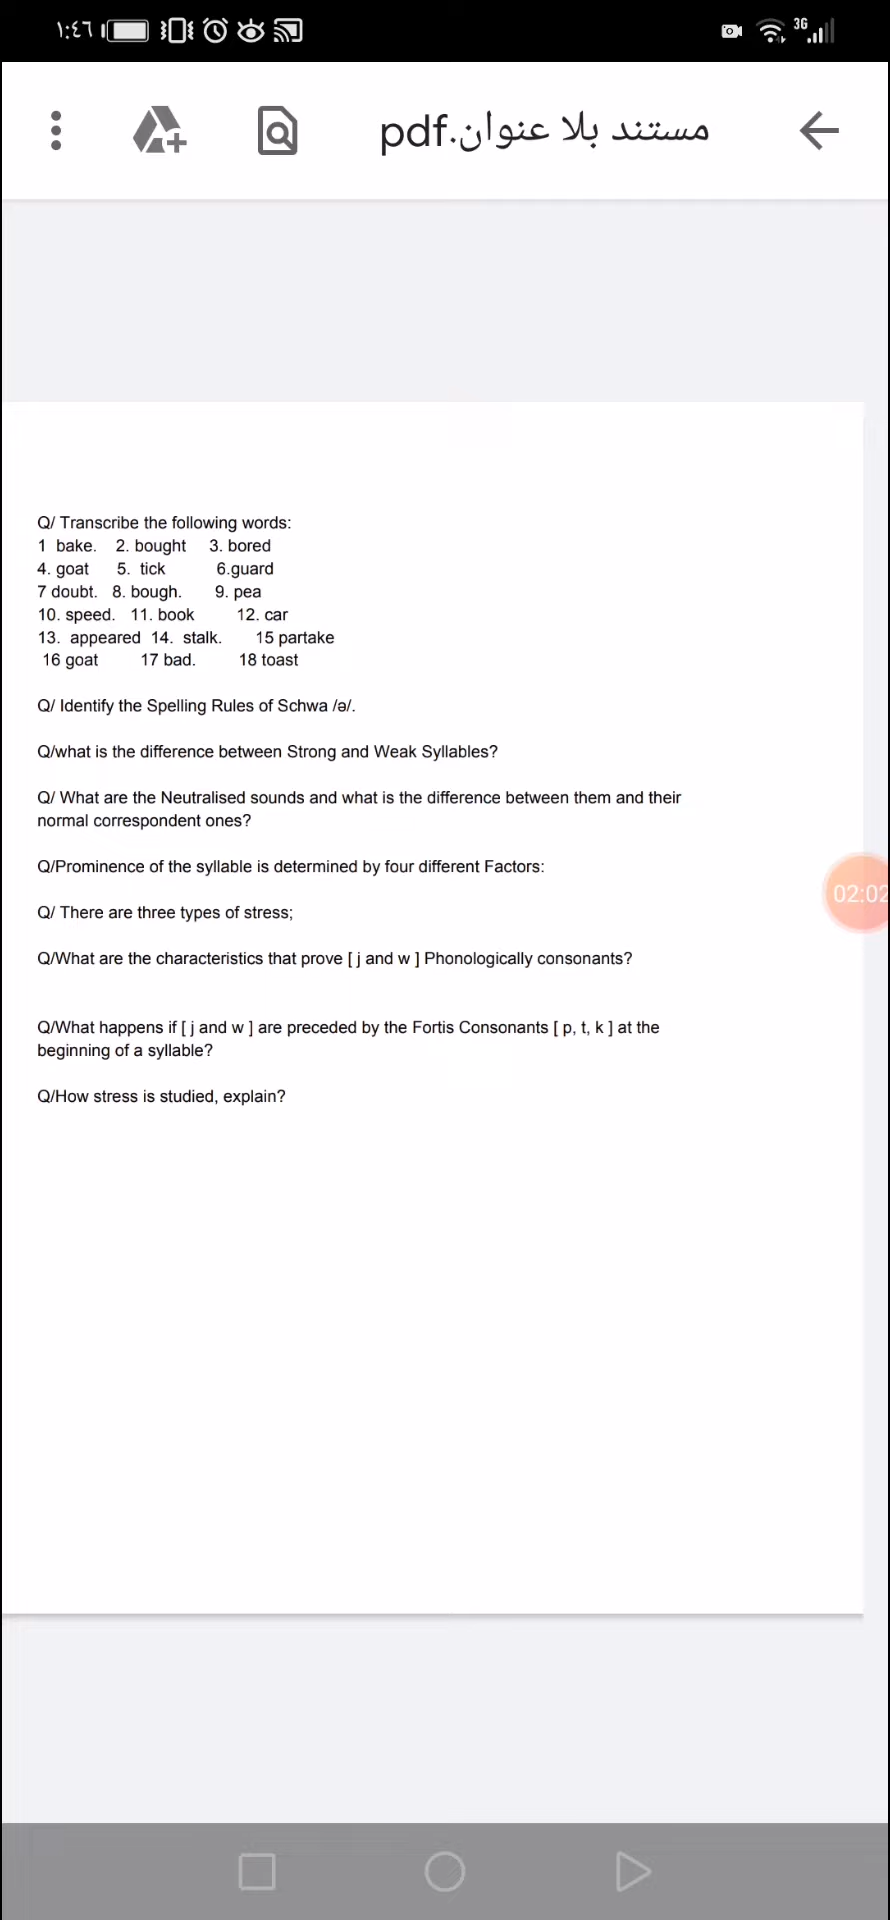 ١:٤٦
3G
مستند بلا عنوان.pdf
Q/ Transcribe the following words:
1 bake. 2. bought 3. bored
4. goat 5. tick 6.guard
7 doubt. 8. bough. 9. pea
10. speed. 11. book 12. car
13. appeared 14. stalk. 15 partake
16 goat 17 bad. 18 toast
Q/ Identify the Spelling Rules of Schwa /ə/.
Q/what is the difference between Strong and Weak Syllables?
Q/ What are the Neutralised sounds and what is the difference between them and their
normal correspondent ones?
Q/Prominence of the syllable is determined by four different Factors:
02:02
Q/ There are three types of stress;
Q/What are the characteristics that prove [ j and w ] Phonologically consonants?
Q/What happens if [ j and w ] are preceded by the Fortis Consonants [ p, t, k ] at the
beginning of a syllable?
Q/How stress is studied, explain?